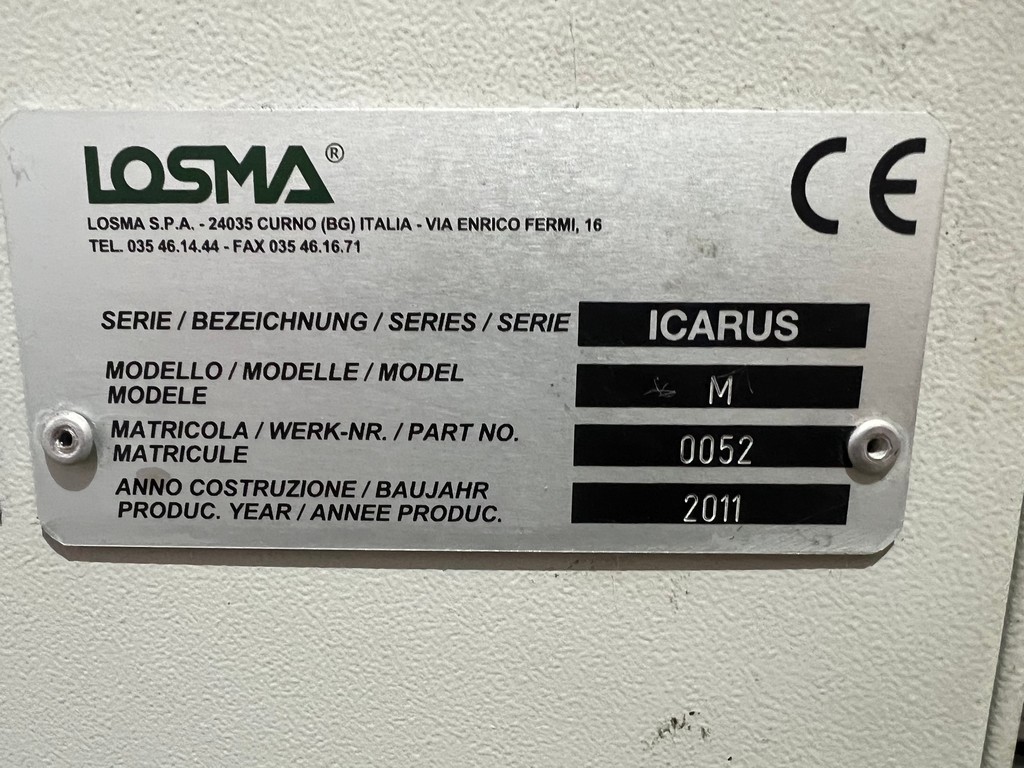 LOSMA®
CE
LOSMA S.P.A. - 24035 CURNO (BG) ITALIA - VIA ENRICO FERMI, 16
TEL. 035 46.14.44 - FAX 035 46.16.71
SERIE / BEZEICHNUNG / SERIES / SERIE ICARUS
MODELLO / MODELLE / MODEL
MODELE M
MATRICOLA / WERK-NR. / PART NO.
MATRICULE 0052
ANNO COSTRUZIONE / BAUJAHR
PRODUC. YEAR / ANNEE PRODUC. 2011